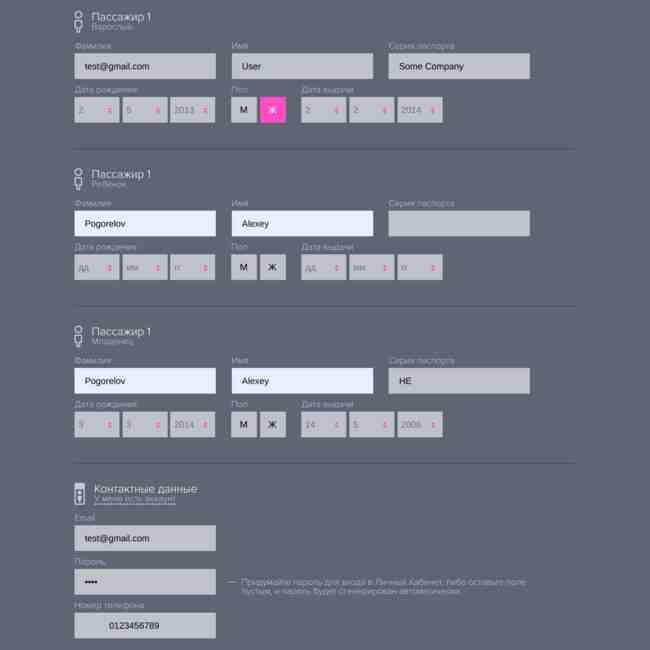 Пассажир 1
Взрослый
Фамилия Имя Серия паспорта
test@gmail.com User Some Company
Дата рождения Пол Дата выдачи
2 5 2013 М Ж 2 2 2014
Пассажир 1
Ребенок
Фамилия Имя Серия паспорта
Pogorelov Alexey
Дата рождения Пол Дата выдачи
дд мм гг М Ж дд мм гг
Пассажир 1
Младенец
Фамилия Имя Серия паспорта
Pogorelov Alexey НЕ
Дата рождения Пол Дата выдачи
3 3 2014 М Ж 14 5 2006
Контактные данные
У меня есть аккаунт
Email
test@gmail.com
Пароль
•••• — Придумайте пароль для входа в Личный Кабинет, либо оставьте поле
пустым, и пароль будет сгенерирован автоматически.
Номер телефона
0123456789